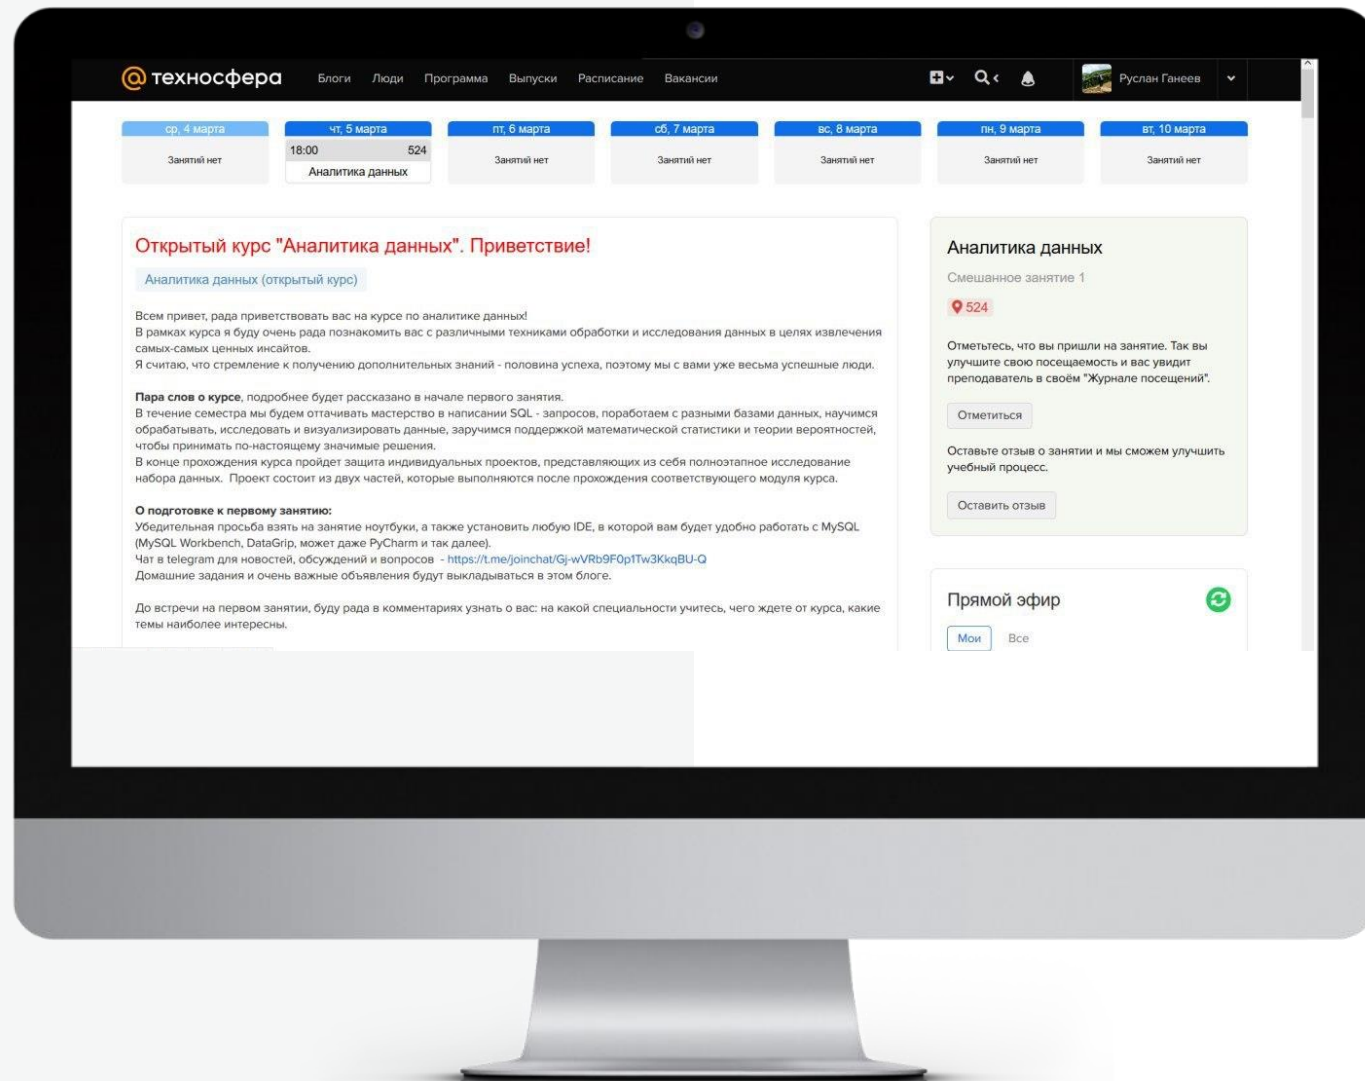 техносфера Блоги Люди Программа Выпуски Расписание Вакансии Руслан Ганеев
ср, 4 марта чт, 5 марта пт, 6 марта сб, 7 марта вс, 8 марта пн, 9 марта вт, 10 марта
18:00 524
Занятий нет Занятий нет Занятий нет Занятий нет Занятий нет Занятий нет
Аналитика данных
Открытый курс "Аналитика данных". Приветствие!
Аналитика данных (открытый курс)
Всем привет, рада приветствовать вас на курсе по аналитике данных!
В рамках курса я буду очень рада познакомить вас с различными техниками обработки и исследования данных в целях извлечения
самых-самых ценных инсайтов.
Я считаю, что стремление к получению дополнительных знаний - половина успеха, поэтому мы с вами уже весьма успешные люди.
Пара слов о курсе, подробнее будет рассказано в начале первого занятия.
В течение семестра мы будем оттачивать мастерство в написании SQL - запросов, поработаем с разными базами данных, научимся
обрабатывать, исследовать и визуализировать данные, заручимся поддержкой математической статистики и теории вероятностей,
чтобы принимать по-настоящему значимые решения.
В конце прохождения курса пройдет защита индивидуальных проектов, представляющих из себя полноэтапное исследование
набора данных. Проект состоит из двух частей, которые выполняются после прохождения соответствующего модуля курса.
О подготовке к первому занятию:
Убедительная просьба взять на занятие ноутбуки, а также установить любую IDE, в которой вам будет удобно работать с MySQL
(MySQL Workbench, DataGrip, может даже PyCharm и так далее).
Чат в telegram для новостей, обсуждений и вопросов - https://t.me/joinchat/Gj-wVRb9F0p1Tw3KkqBU-Q
Домашние задания и очень важные объявления будут выкладываться в этом блоге.
До встречи на первом занятии, буду рада в комментариях узнать о вас: на какой специальности учитесь, чего ждете от курса, какие
темы наиболее интересны.
Аналитика данных
Смешанное занятие 1
524
Отметьтесь, что вы пришли на занятие. Так вы
улучшите свою посещаемость и вас увидит
преподаватель в своём "Журнале посещений".
Отметиться
Оставьте отзыв о занятии и мы сможем улучшить
учебный процесс.
Оставить отзыв
Прямой эфир
Мои Все